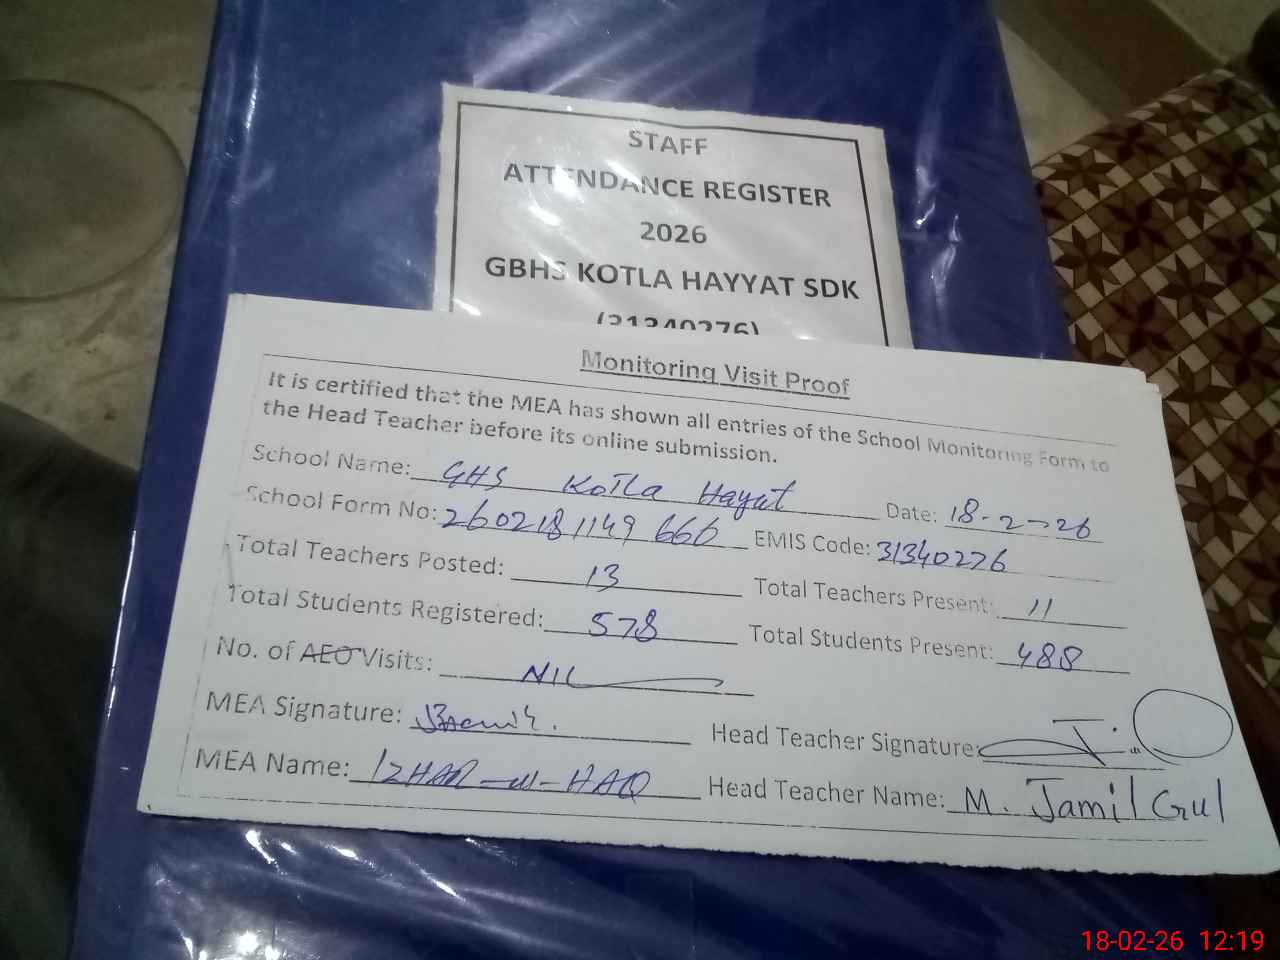 STAFF
ATTENDANCE REGISTER
2026
GBHS KOTLA HAYYAT SDK
(31340276)
Monitoring Visit Proof
It is certified that the MEA has shown all entries of the School Monitoring Form to
the Head Teacher before its online submission.
School Name: GHS Kotla Hayat Date: 18-2-26
School Form No: 260218 1149 666 EMIS Code: 31340276
Total Teachers Posted: 13 Total Teachers Present: 11
Total Students Registered: 578 Total Students Present: 488
No. of AEO Visits: NIL
MEA Signature: Head Teacher Signature:
MEA Name: IZHAR-ul-HAQ Head Teacher Name: M. Jamil Gul
18-02-26 12:19